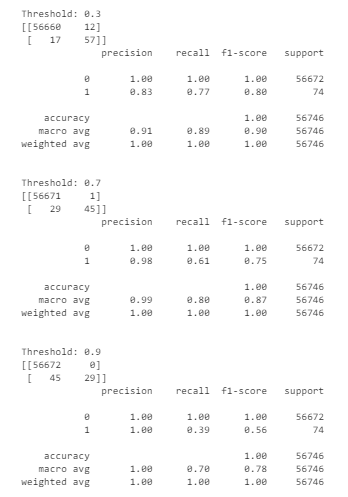 Threshold: 0.3
[[56660    12]
 [   17    57]]
              precision    recall  f1-score   support

           0       1.00      1.00      1.00     56672
           1       0.83      0.77      0.80        74

    accuracy                           1.00     56746
   macro avg       0.91      0.89      0.90     56746
weighted avg       1.00      1.00      1.00     56746

Threshold: 0.7
[[56671     1]
 [   29    45]]
              precision    recall  f1-score   support

           0       1.00      1.00      1.00     56672
           1       0.98      0.61      0.75        74

    accuracy                           1.00     56746
   macro avg       0.99      0.80      0.87     56746
weighted avg       1.00      1.00      1.00     56746

Threshold: 0.9
[[56672     0]
 [   45    29]]
              precision    recall  f1-score   support

           0       1.00      1.00      1.00     56672
           1       1.00      0.39      0.56        74

    accuracy                           1.00     56746
   macro avg       1.00      0.70      0.78     56746
weighted avg       1.00      1.00      1.00     56746